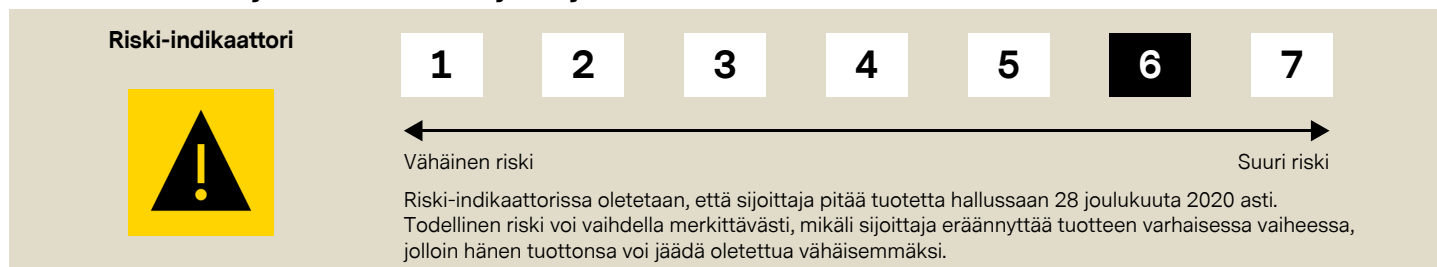 Riski-indikaattori
1 2 3 4 5 6 7
Vähäinen riski Suuri riski
Riski-indikaattorissa oletetaan, että sijoittaja pitää tuotetta hallussaan 28 joulukuuta 2020 asti.
Todellinen riski voi vaihdella merkittävästi, mikäli sijoittaja eräännyttää tuotteen varhaisessa vaiheessa,
jolloin hänen tuottonsa voi jäädä oletettua vähäisemmäksi.